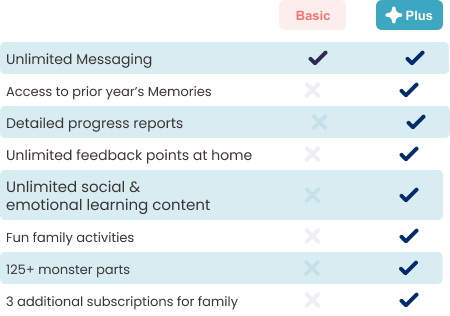 Basic
Plus
Unlimited Messaging
Access to prior year’s Memories
Detailed progress reports
Unlimited feedback points at home
Unlimited social &
emotional learning content
Fun family activities
125+ monster parts
3 additional subscriptions for family